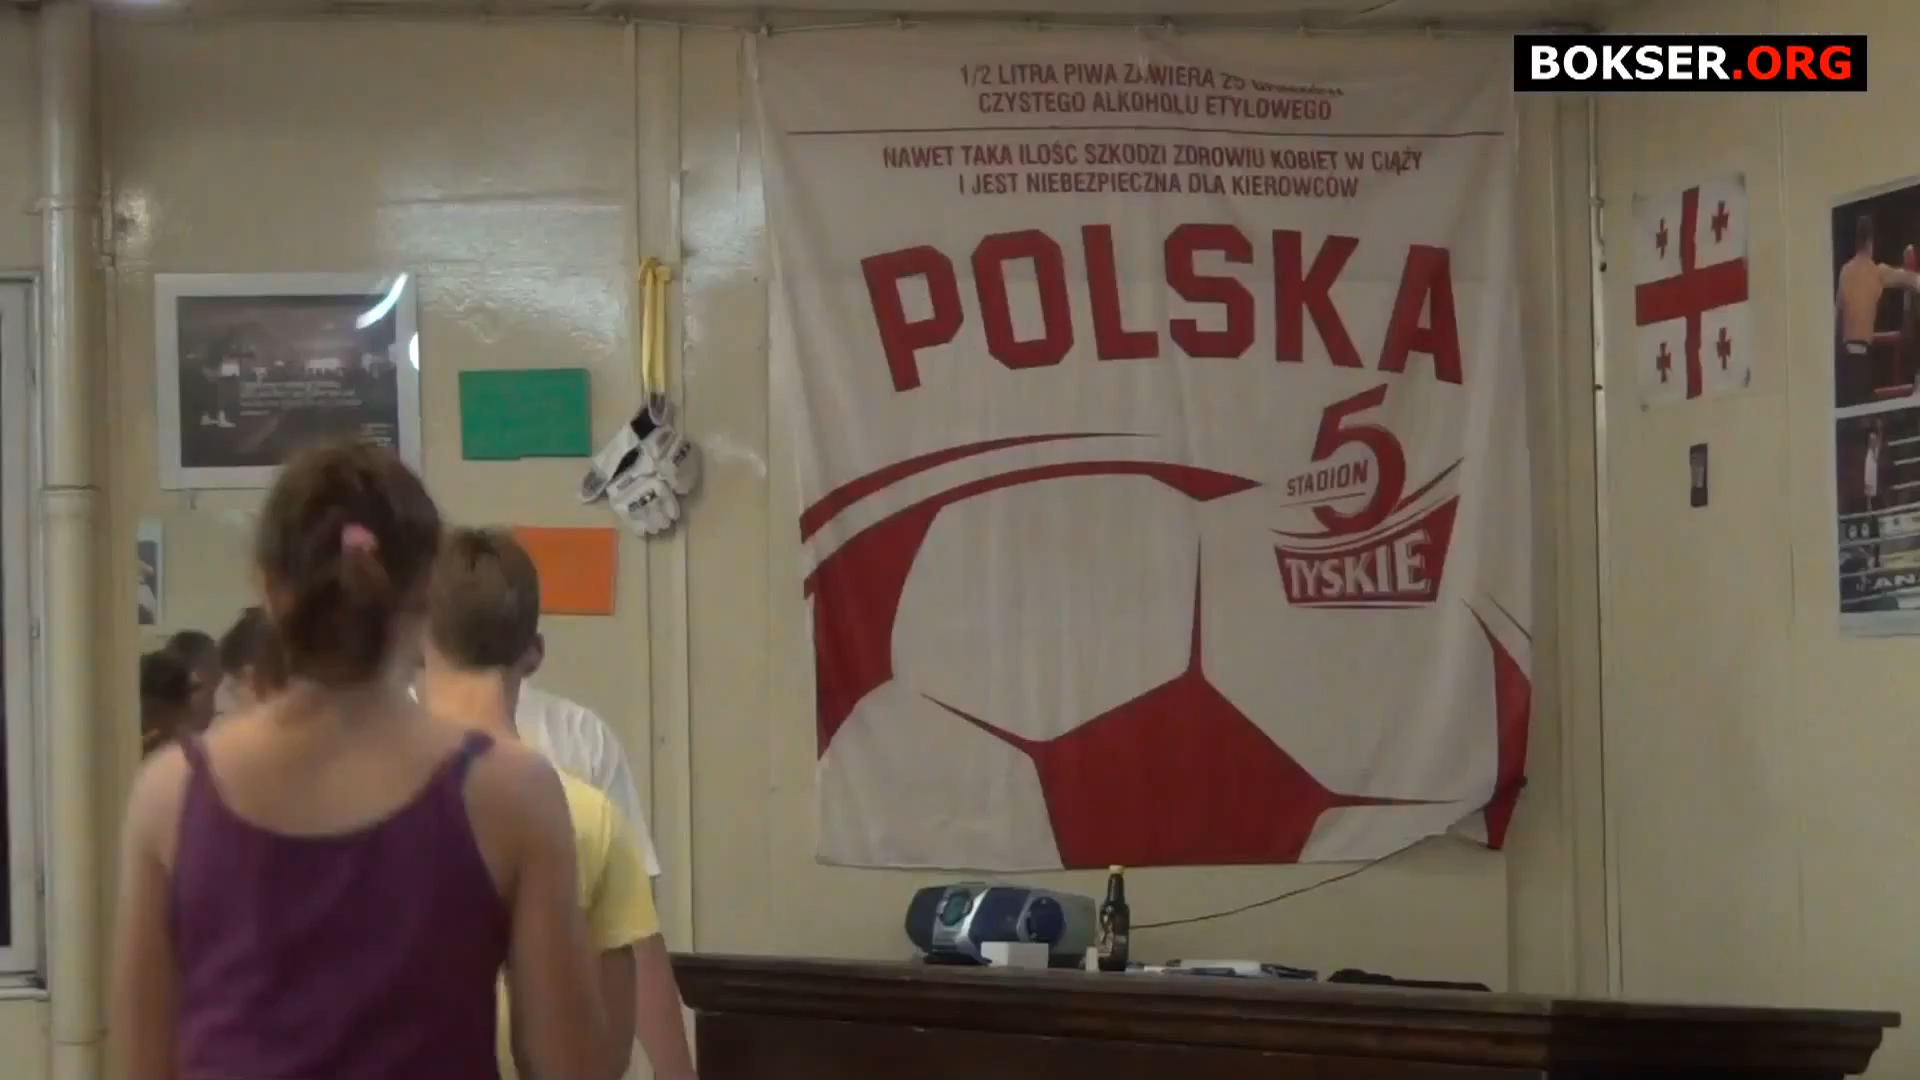 BOKSER.ORG
1/2 LITRA PIWA ZAWIERA 25
CZYSTEGO ALKOHOLU ETYLOWEGO
NAWET TAKA ILOŚC SZKODZI ZDROWIU KOBIET W CIĄŻY
I JEST NIEBEZPIECZNA DLA KIEROWCÓW
POLSKA
5
STADION
TYSKIE